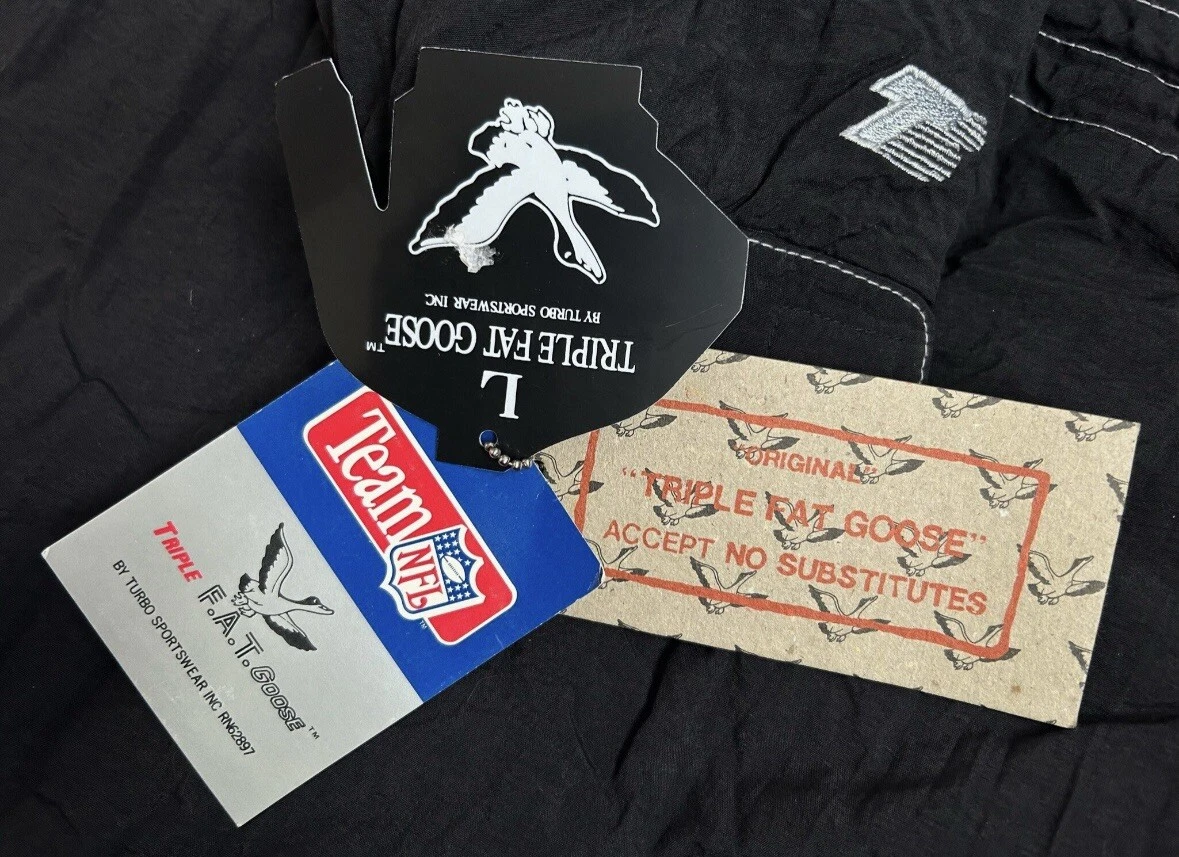 L
TRIPLE FAT GOOSE™
BY TURBO SPORTSWEAR INC.
Team
NFL™
TRIPLE
F.A.T. GOOSE™
BY TURBO SPORTSWEAR INC RN62897
"ORIGINAL"
"TRIPLE FAT GOOSE"
ACCEPT NO SUBSTITUTES